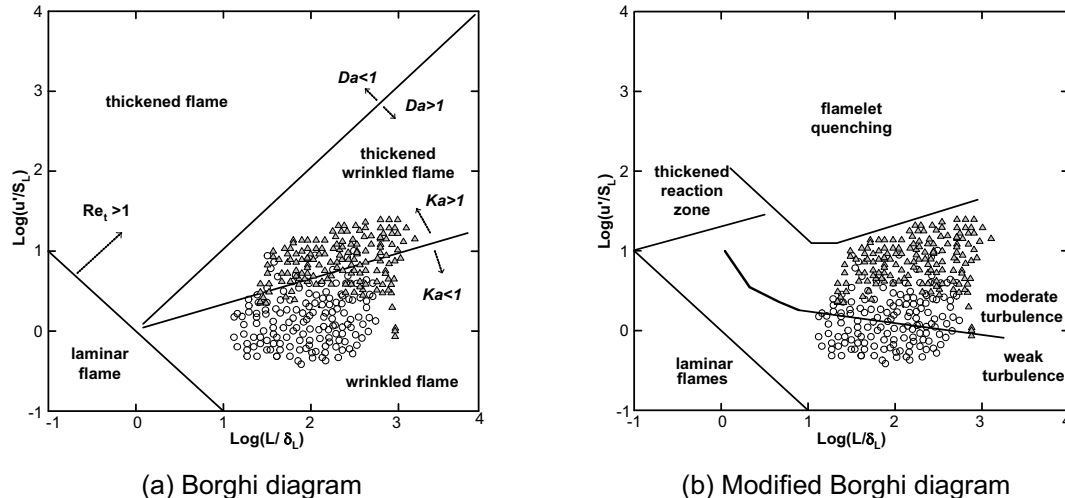 4
3
2
1
0
-1
-1
0
1
2
3
4
Log(u'/S_L)
Log(L/ δ_L)
thickened flame
Da<1
Da>1
thickened
wrinkled flame
Re_t >1
Ka>1
Ka<1
laminar
flame
wrinkled flame
(a) Borghi diagram
4
3
2
1
0
-1
-1
0
1
2
3
4
Log(u'/S_L)
Log(L/δ_L)
flamelet
quenching
thickened
reaction
zone
moderate
turbulence
weak
turbulence
laminar
flames
(b) Modified Borghi diagram